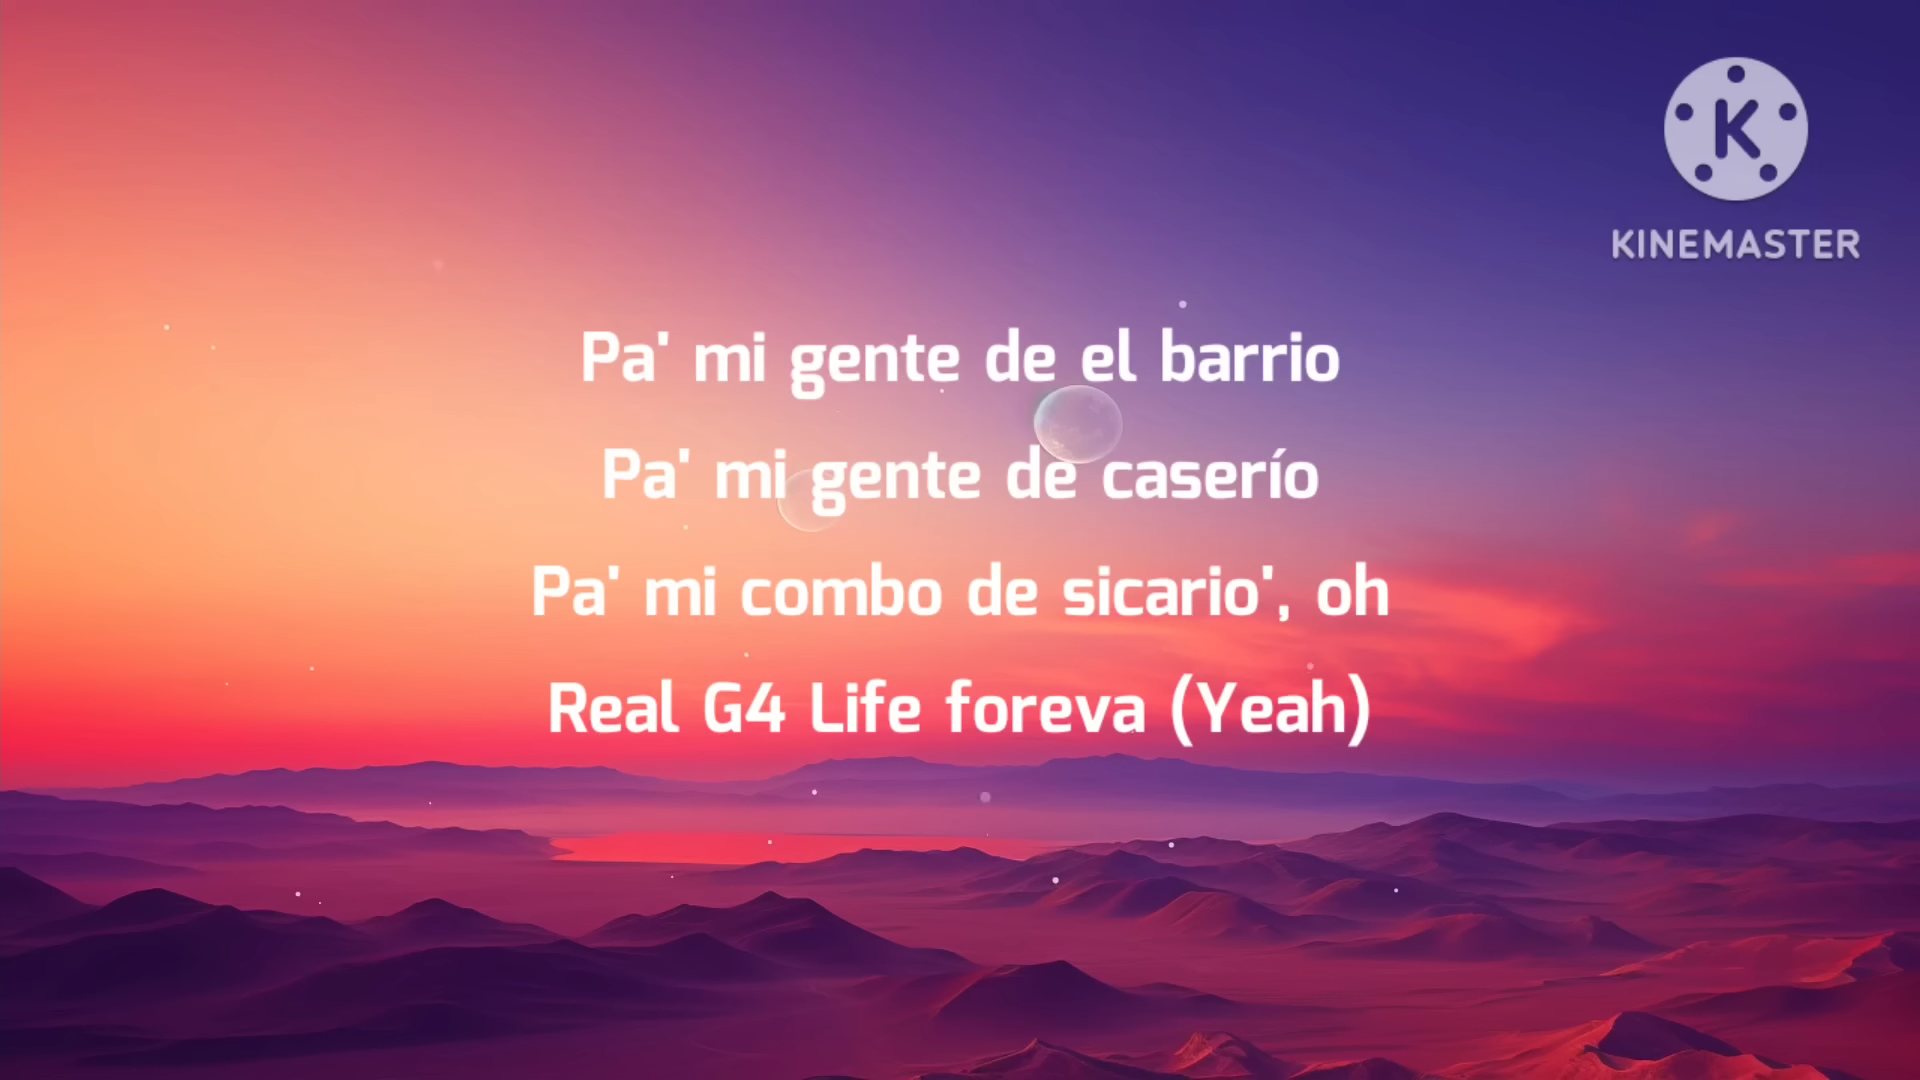 K
KINEMASTER
Pa' mi gente de el barrio
Pa' mi gente de caserío
Pa' mi combo de sicario', oh
Real G4 Life foreva (Yeah)